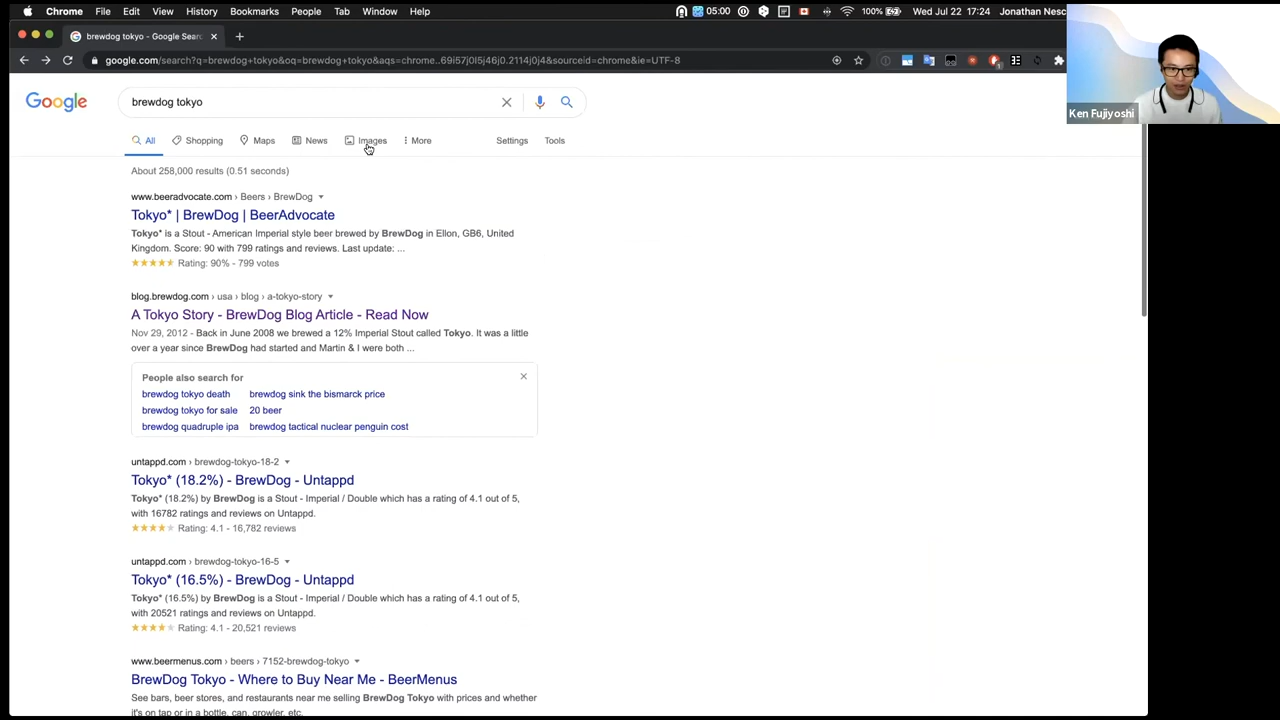 Chrome File Edit View History Bookmarks People Tab Window Help 05:00 100% Wed Jul 22 17:24 Jonathan Nesc
brewdog tokyo - Google Searc
google.com/search?q=brewdog+tokyo&oq=brewdog+tokyo&aqs=chrome..69i57j0l5j46j0.2114j0j4&sourceid=chrome&ie=UTF-8
Ken Fujiyoshi
Google brewdog tokyo
All Shopping Maps News Images More Settings Tools
About 258,000 results (0.51 seconds)
www.beeradvocate.com › Beers › BrewDog
Tokyo* | BrewDog | BeerAdvocate
Tokyo* is a Stout - American Imperial style beer brewed by BrewDog in Ellon, GB6, United
Kingdom. Score: 90 with 799 ratings and reviews. Last update: ...
Rating: 90% - 799 votes
blog.brewdog.com › usa › blog › a-tokyo-story
A Tokyo Story - BrewDog Blog Article - Read Now
Nov 29, 2012 - Back in June 2008 we brewed a 12% Imperial Stout called Tokyo. It was a little
over a year since BrewDog had started and Martin & I were both ...
People also search for
brewdog tokyo death brewdog sink the bismarck price
brewdog tokyo for sale 20 beer
brewdog quadruple ipa brewdog tactical nuclear penguin cost
untappd.com › brewdog-tokyo-18-2
Tokyo* (18.2%) - BrewDog - Untappd
Tokyo* (18.2%) by BrewDog is a Stout - Imperial / Double which has a rating of 4.1 out of 5,
with 16782 ratings and reviews on Untappd.
Rating: 4.1 - 16,782 reviews
untappd.com › brewdog-tokyo-16-5
Tokyo* (16.5%) - BrewDog - Untappd
Tokyo* (16.5%) by BrewDog is a Stout - Imperial / Double which has a rating of 4.1 out of 5,
with 20521 ratings and reviews on Untappd.
Rating: 4.1 - 20,521 reviews
www.beermenus.com › beers › 7152-brewdog-tokyo
BrewDog Tokyo - Where to Buy Near Me - BeerMenus
See bars, beer stores, and restaurants near me selling BrewDog Tokyo with prices and whether
it's on tap or in a bottle, can, growler, etc.